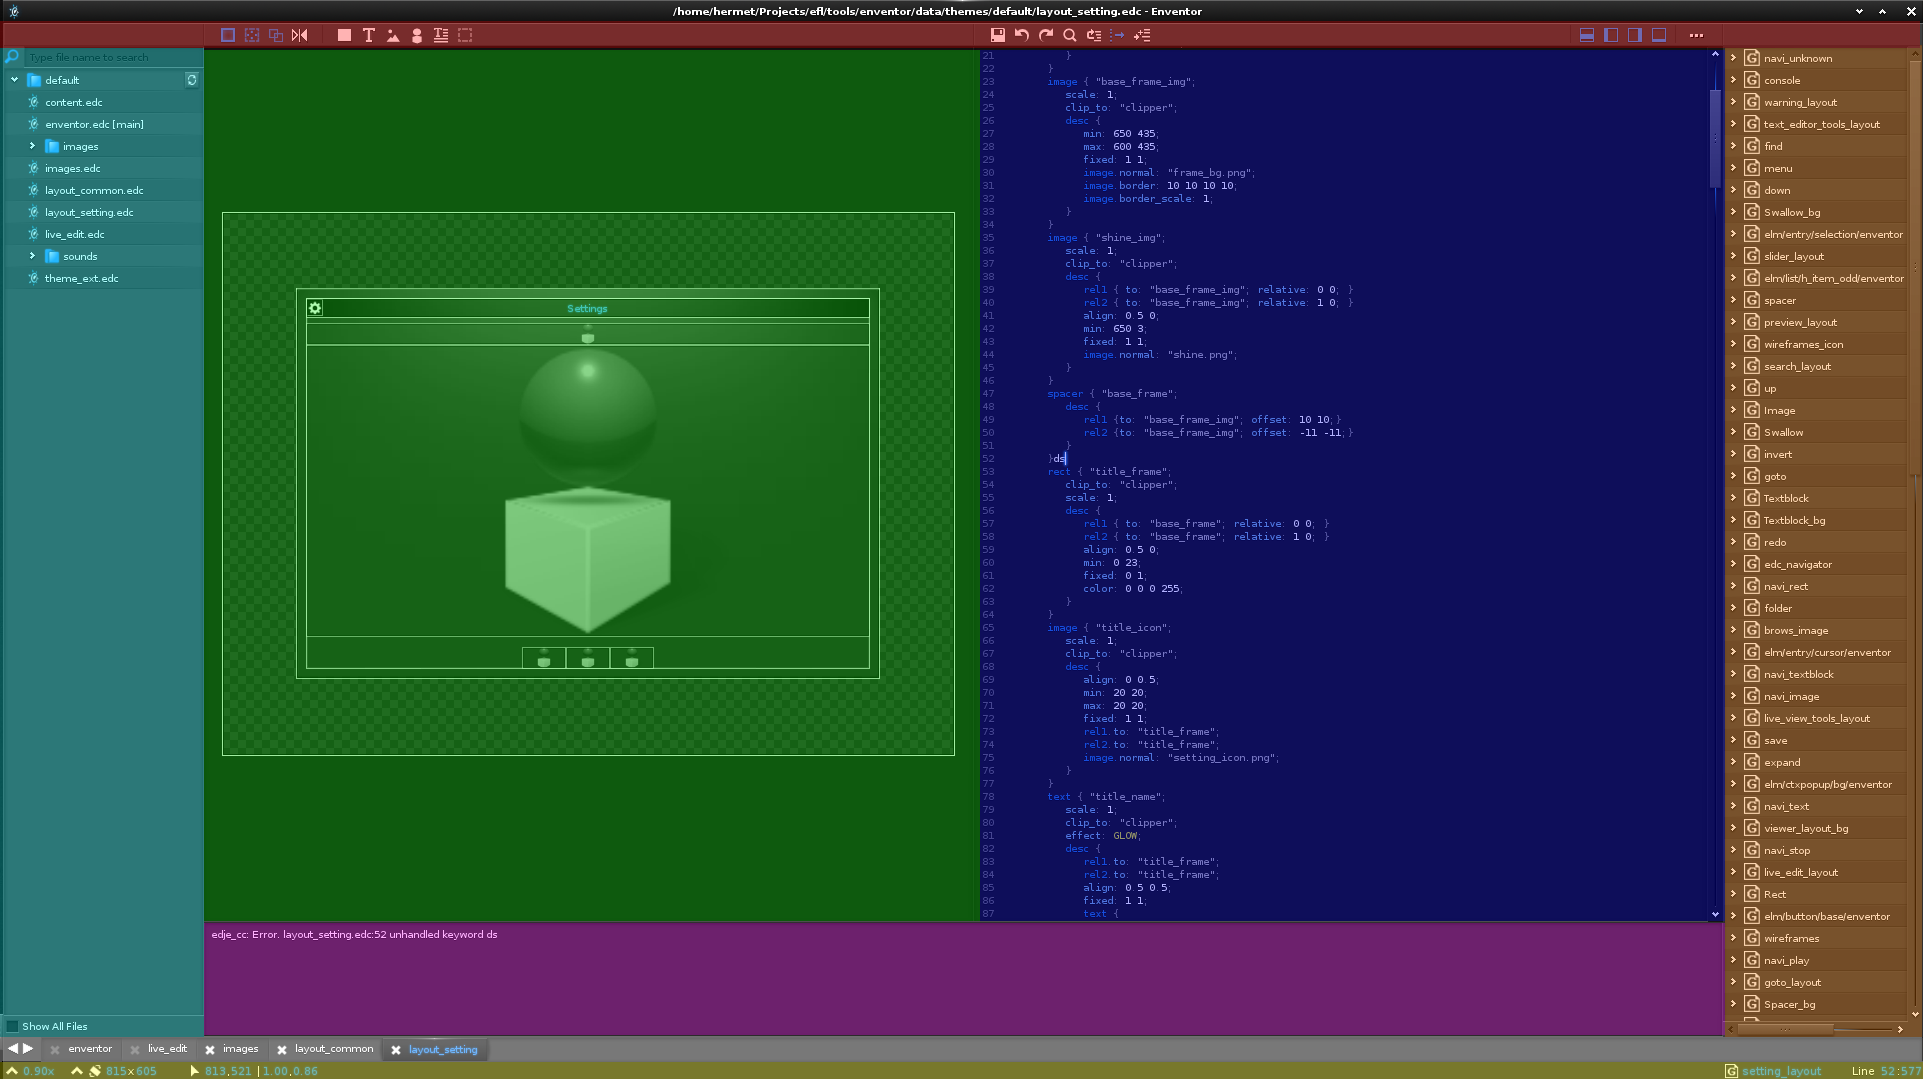 /home/hermet/Projects/efl/tools/enventor/data/themes/default/layout_setting.edc - Enventor
Type file name to search
default
content.edc
enventor.edc [main]
images
images.edc
layout_common.edc
layout_setting.edc
live_edit.edc
sounds
theme_ext.edc
Show All Files
Settings
21 }
22 }
23 image { "base_frame_img";
24 scale: 1;
25 clip_to: "clipper";
26 desc {
27 min: 650 435;
28 max: 600 435;
29 fixed: 1 1;
30 image.normal: "frame_bg.png";
31 image.border: 10 10 10 10;
32 image.border_scale: 1;
33 }
34 }
35 image { "shine_img";
36 scale: 1;
37 clip_to: "clipper";
38 desc {
39 rel1 { to: "base_frame_img"; relative: 0 0; }
40 rel2 { to: "base_frame_img"; relative: 1 0; }
41 align: 0.5 0;
42 min: 650 3;
43 fixed: 1 1;
44 image.normal: "shine.png";
45 }
46 }
47 spacer { "base_frame";
48 desc {
49 rel1 {to: "base_frame_img"; offset: 10 10;}
50 rel2 {to: "base_frame_img"; offset: -11 -11;}
51 }
52 }ds
53 rect { "title_frame";
54 clip_to: "clipper";
55 scale: 1;
56 desc {
57 rel1 { to: "base_frame"; relative: 0 0; }
58 rel2 { to: "base_frame"; relative: 1 0; }
59 align: 0.5 0;
60 min: 0 23;
61 fixed: 0 1;
62 color: 0 0 0 255;
63 }
64 }
65 image { "title_icon";
66 scale: 1;
67 clip_to: "clipper";
68 desc {
69 align: 0 0.5;
70 min: 20 20;
71 max: 20 20;
72 fixed: 1 1;
73 rel1.to: "title_frame";
74 rel2.to: "title_frame";
75 image.normal: "setting_icon.png";
76 }
77 }
78 text { "title_name";
79 scale: 1;
80 clip_to: "clipper";
81 effect: GLOW;
82 desc {
83 rel1.to: "title_frame";
84 rel2.to: "title_frame";
85 align: 0.5 0.5;
86 fixed: 1 1;
87 text {
navi_unknown
console
warning_layout
text_editor_tools_layout
find
menu
down
Swallow_bg
elm/entry/selection/enventor
slider_layout
elm/list/h_item_odd/enventor
spacer
preview_layout
wireframes_icon
search_layout
up
Image
Swallow
invert
goto
Textblock
Textblock_bg
redo
edc_navigator
navi_rect
folder
brows_image
elm/entry/cursor/enventor
navi_textblock
navi_image
live_view_tools_layout
save
expand
elm/ctxpopup/bg/enventor
navi_text
viewer_layout_bg
navi_stop
live_edit_layout
Rect
elm/button/base/enventor
wireframes
navi_play
goto_layout
Spacer_bg
edje_cc: Error. layout_setting.edc:52 unhandled keyword ds
enventor live_edit images layout_common layout_setting
0.90x 815x605 813,521 | 1.00,0.86 setting_layout Line 52:577